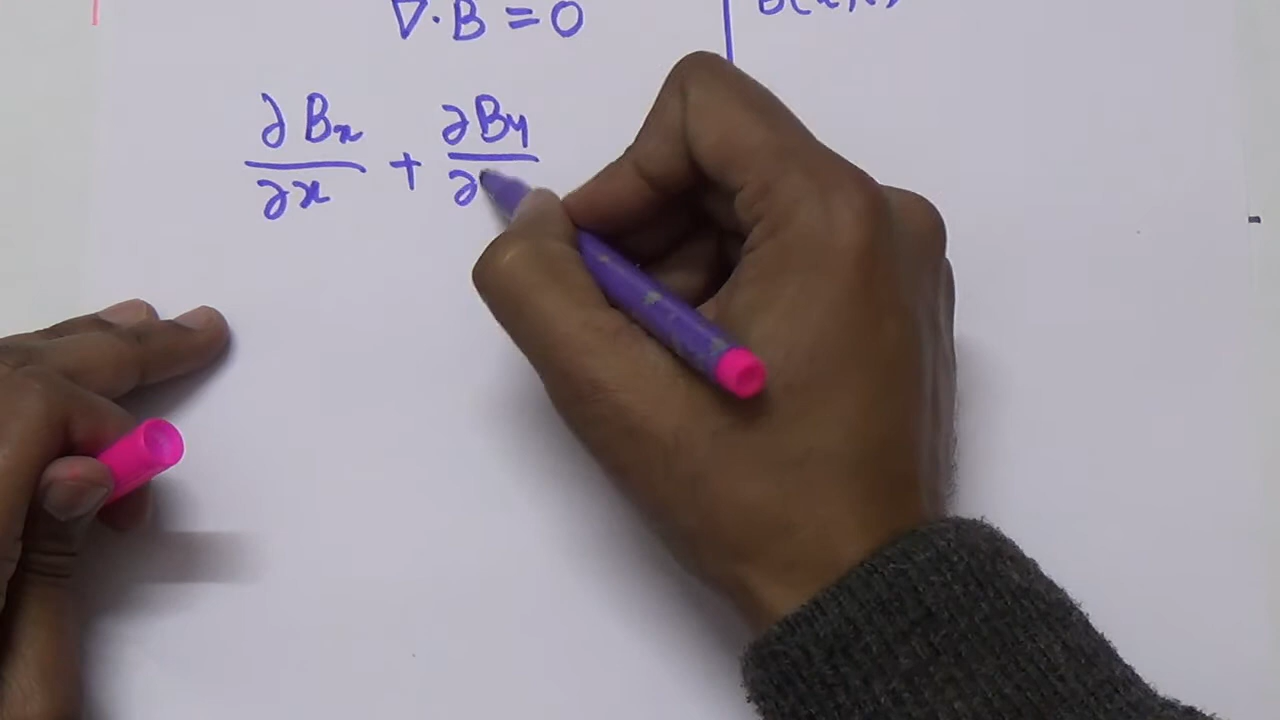 ∇·B = 0
∂Bx/∂x + ∂By/∂